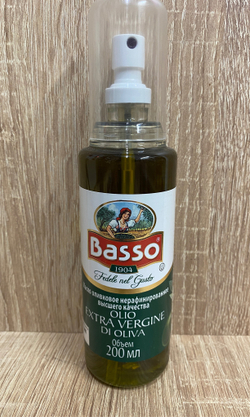 BASSO
1904
Fedele nel Gusto
Масло оливковое нерафинированное
высшего качества
OLIO
EXTRA VERGINE
DI OLIVA
Объем
200 мл